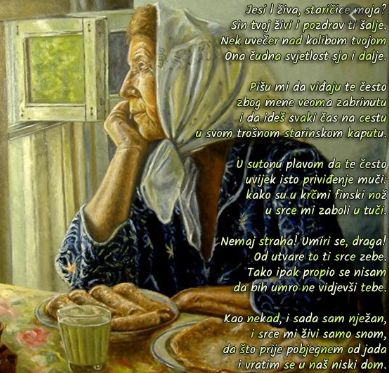 Jesi l živa, staričice moja?
Sin tvoj živi i pozdrav ti šalje.
Nek uvečer nad kolibom tvojom
Ona čudna svjetlost sja i dalje.
Pišu mi da viđaju te često
zbog mene veoma zabrinutu
i da ideš svaki čas na cestu
u svom trošnom starinskom kaputu.
U sutonu plavom da te često
uvijek isto priviđenje muči:
kako su u krčmi finski nož
u srce mi zaboli u tuči.
Nemaj straha! Umiri se, draga!
Od utvare to ti srce zebe.
Tako ipak propio se nisam
da bih umro ne vidjevši tebe.
Kao nekad, i sada sam nježan,
i srce mi živi samo snom,
da što prije pobjegnem od jada
i vratim se u naš niski dom.